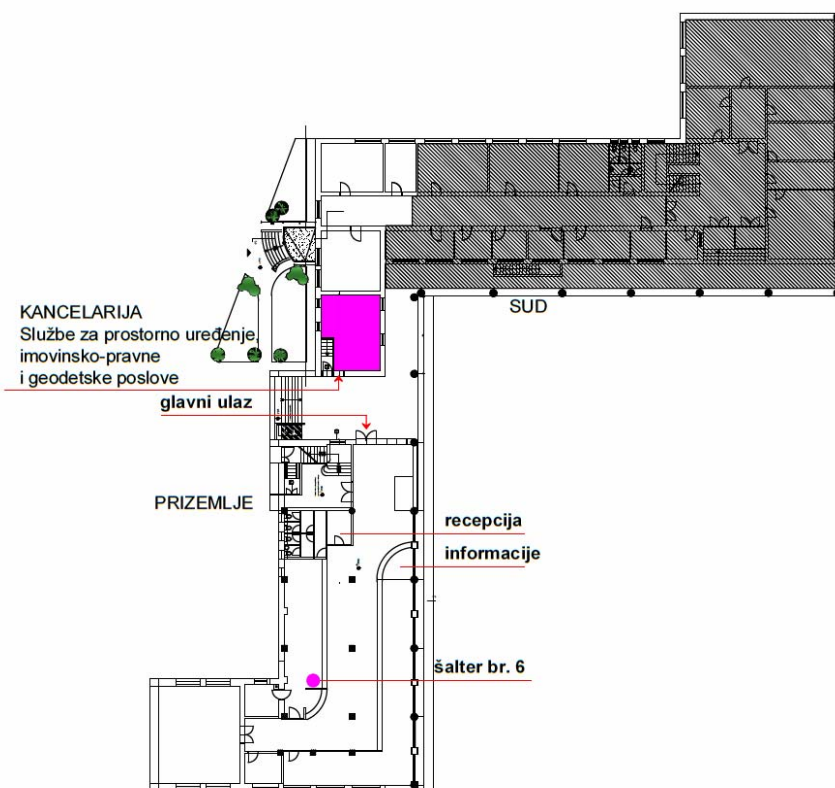 SUD
KANCELARIJA
Službe za prostorno uređenje,
imovinsko-pravne
i geodetske poslove
glavni ulaz
PRIZEMLJE
recepcija
informacije
šalter br. 6